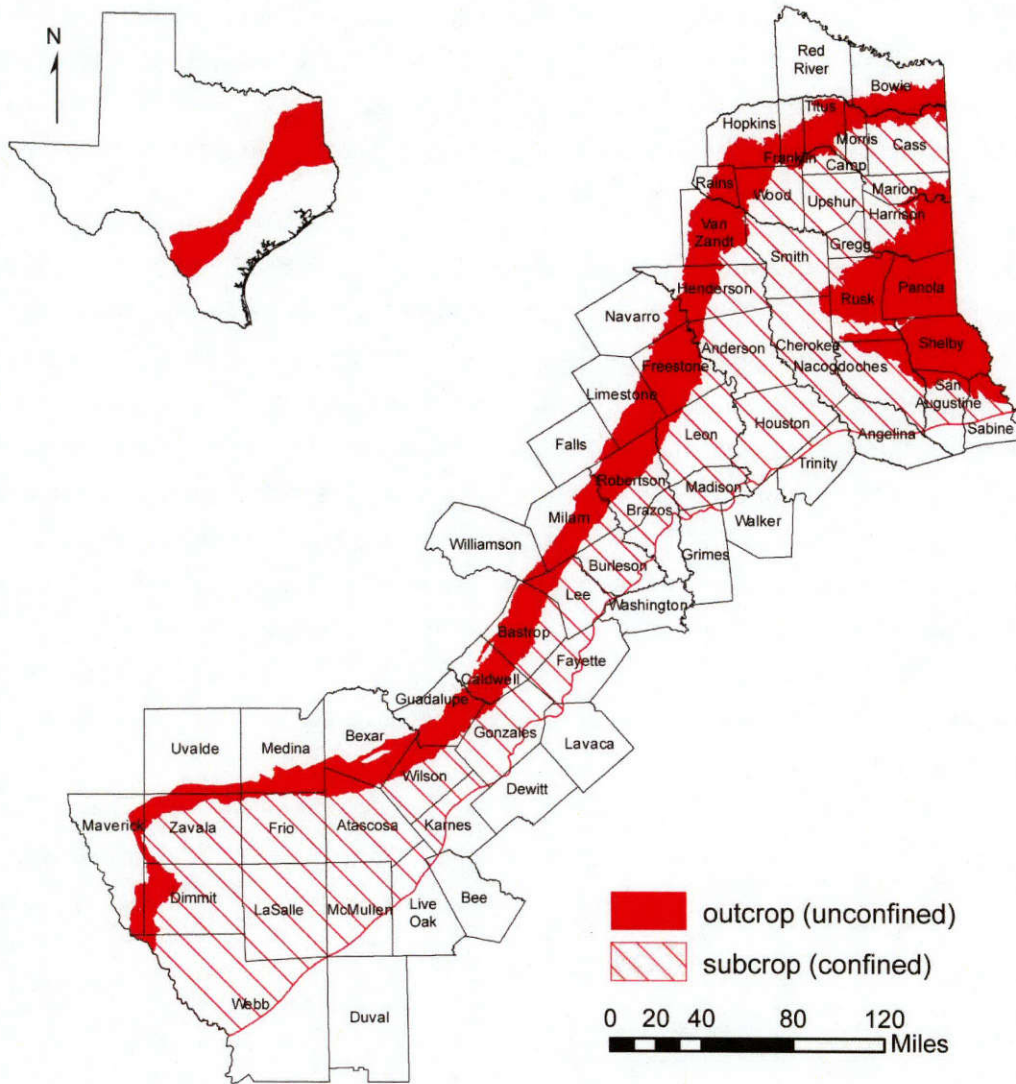 N
Red
River
Bowie
Titus
Hopkins
Morris
Cass
Franklin
Camp
Rains
Wood
Marion
Upshur
Harrison
Van
Zandt
Gregg
Smith
Henderson
Rusk
Panola
Navarro
Anderson
Cherokee
Shelby
Nacogdoches
Freestone
San
Augustine
Limestone
Houston
Leon
Angelina
Sabine
Falls
Trinity
Robertson
Madison
Milam
Brazos
Walker
Williamson
Grimes
Burleson
Lee
Washington
Bastrop
Fayette
Caldwell
Guadalupe
Gonzales
Bexar
Uvalde
Medina
Lavaca
Wilson
Dewitt
Maverick
Zavala
Frio
Atascosa
Karnes
Dimmit
LaSalle
McMullen
Live
Oak
Bee
Webb
Duval
outcrop (unconfined)
subcrop (confined)
0 20 40 80 120
Miles